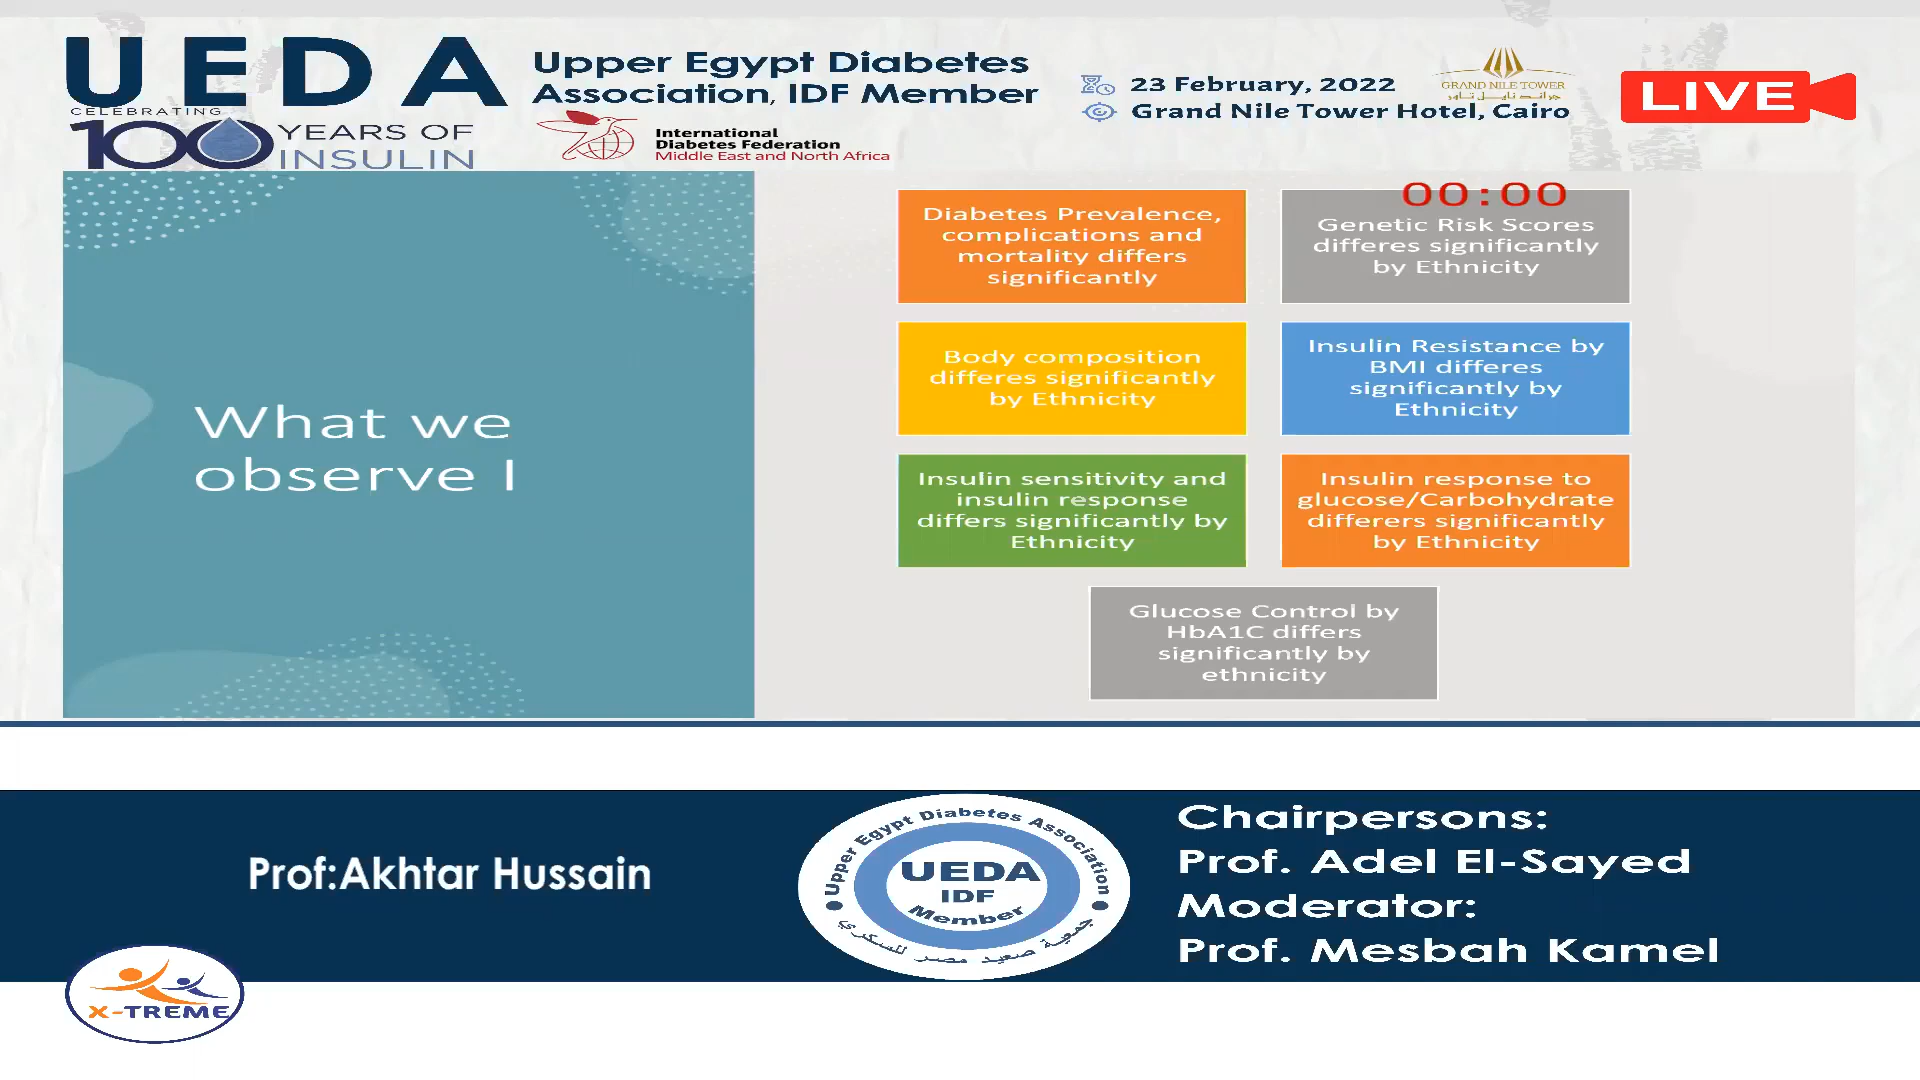 UEDA
Upper Egypt Diabetes
Association, IDF Member
CELEBRATING
100 YEARS OF
INSULIN
International
Diabetes Federation
Middle East and North Africa
23 February, 2022
Grand Nile Tower Hotel, Cairo
GRAND NILE TOWER
جراند نايل تاور
LIVE
00:00
What we
observe I
Diabetes Prevalence,
complications and
mortality differs
significantly
Genetic Risk Scores
differes significantly
by Ethnicity
Body composition
differes significantly
by Ethnicity
Insulin Resistance by
BMI differes
significantly by
Ethnicity
Insulin sensitivity and
insulin response
differs significantly by
Ethnicity
Insulin response to
glucose/Carbohydrate
differers significantly
by Ethnicity
Glucose Control by
HbA1C differs
significantly by
ethnicity
Prof:Akhtar Hussain
Upper Egypt Diabetes Association
UEDA
IDF
Member
جمعية صعيد مصر للسكري
Chairpersons:
Prof. Adel El-Sayed
Moderator:
Prof. Mesbah Kamel
X-TREME